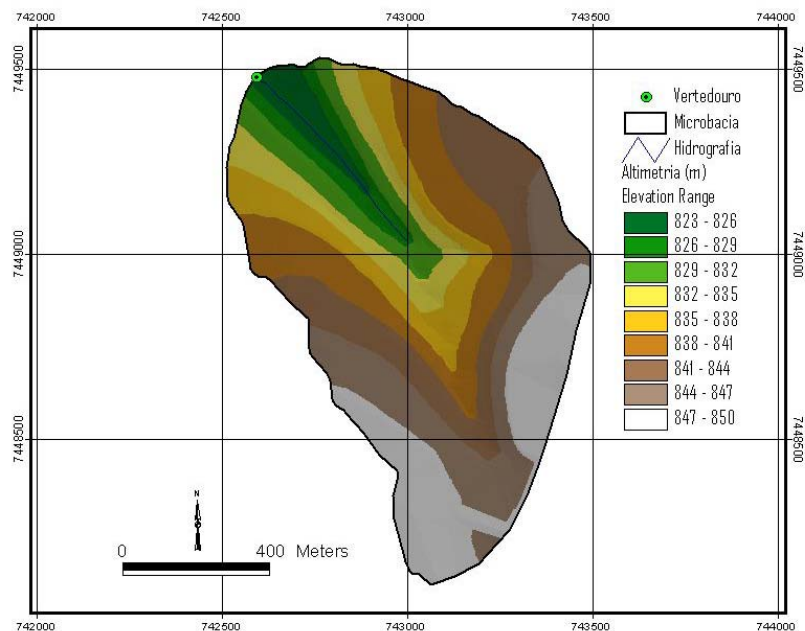 742000 742500 743000 743500 744000
7449500
7449500
Vertedouro
Microbacia
Hidrografia
Altimetria (m)
Elevation Range
823 - 826
826 - 829
829 - 832
832 - 835
835 - 838
838 - 841
841 - 844
844 - 847
847 - 850
7449000
7449000
7448500
7448500
N
0 400 Meters
742000 742500 743000 743500 744000